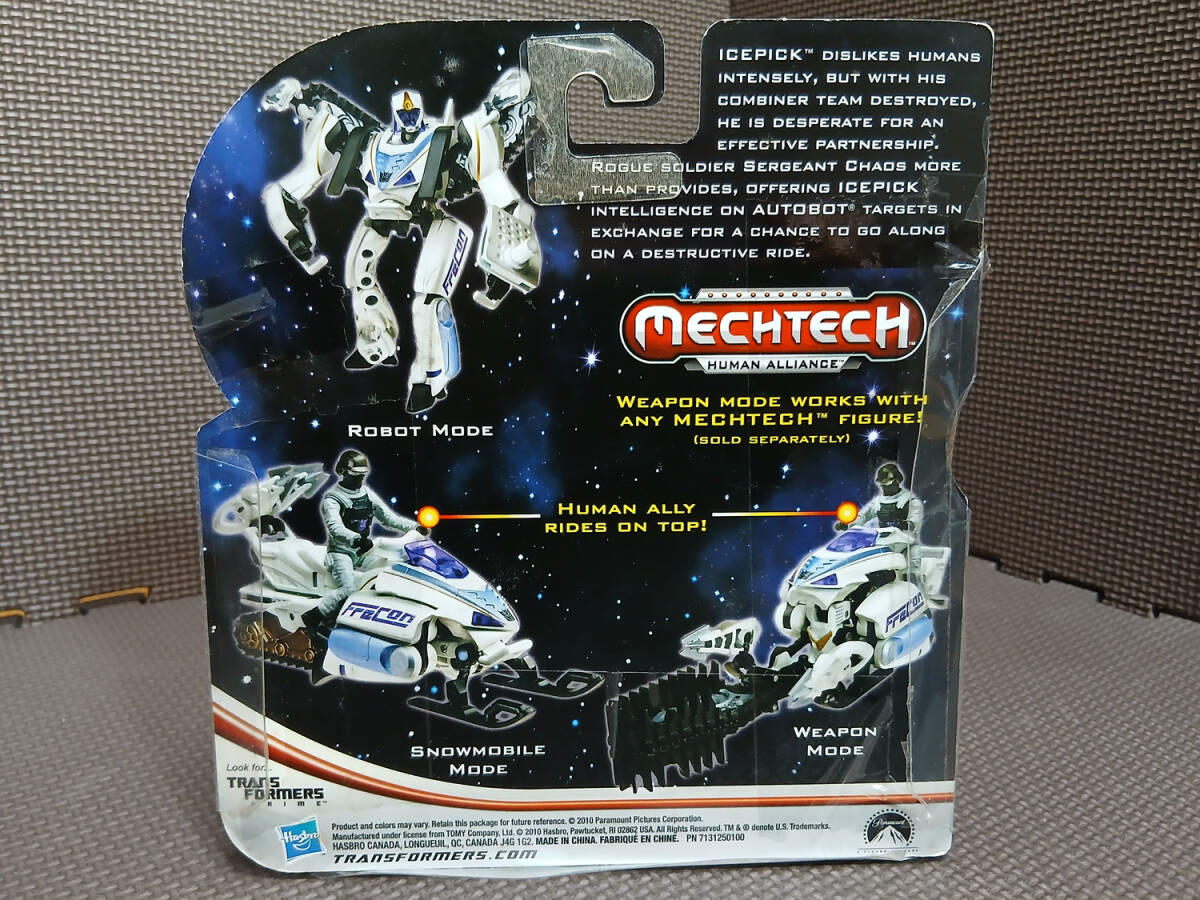 ICEPICK™ DISLIKES HUMANS
INTENSELY, BUT WITH HIS
COMBINER TEAM DESTROYED,
HE IS DESPERATE FOR AN
EFFECTIVE PARTNERSHIP.
ROGUE SOLDIER SERGEANT CHAOS MORE
THAN PROVIDES, OFFERING ICEPICK
INTELLIGENCE ON AUTOBOT® TARGETS IN
EXCHANGE FOR A CHANCE TO GO ALONG
ON A DESTRUCTIVE RIDE.
MECHTECH™
HUMAN ALLIANCE™
WEAPON MODE WORKS WITH
ANY MECHTECH™ FIGURE!
(SOLD SEPARATELY)
FreCon
ROBOT MODE
HUMAN ALLY
RIDES ON TOP!
FreCon
FreCon
SNOWMOBILE
MODE
WEAPON
MODE
Look for...
TRANS
FORMERS
PRIME™
Hasbro
Product and colors may vary. Retain this package for future reference. © 2010 Paramount Pictures Corporation.
Manufactured under license from TOMY Company, Ltd. © 2010 Hasbro, Pawtucket, RI 02862 USA. All Rights Reserved. TM & ® denote U.S. Trademarks.
HASBRO CANADA, LONGUEUIL, QC, CANADA J4G 1G2. MADE IN CHINA. FABRIQUÉ EN CHINE. PN 7131250100
TRANSFORMERS.COM
Paramount